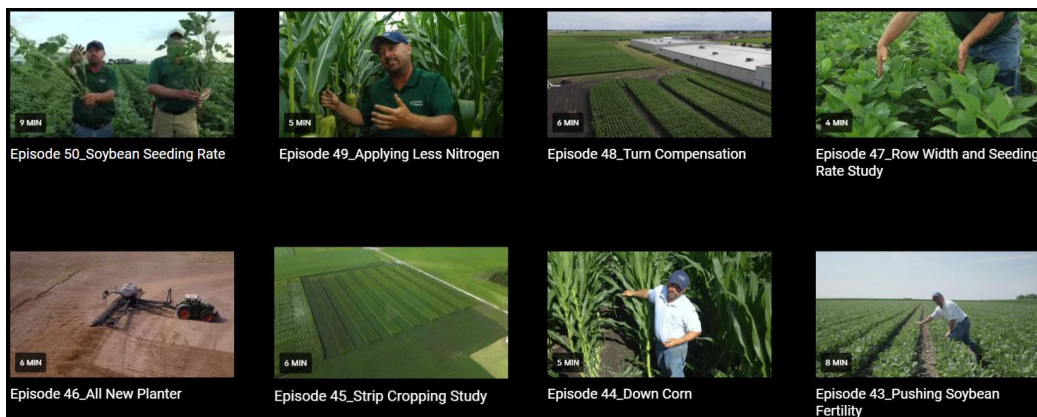 9 MIN
5 MIN
6 MIN
4 MIN
Episode 50_Soybean Seeding Rate
Episode 49_Applying Less Nitrogen
Episode 48_Turn Compensation
Episode 47_Row Width and Seeding
Rate Study
6 MIN
6 MIN
5 MIN
8 MIN
Episode 46_All New Planter
Episode 45_Strip Cropping Study
Episode 44_Down Corn
Episode 43_Pushing Soybean
Fertility